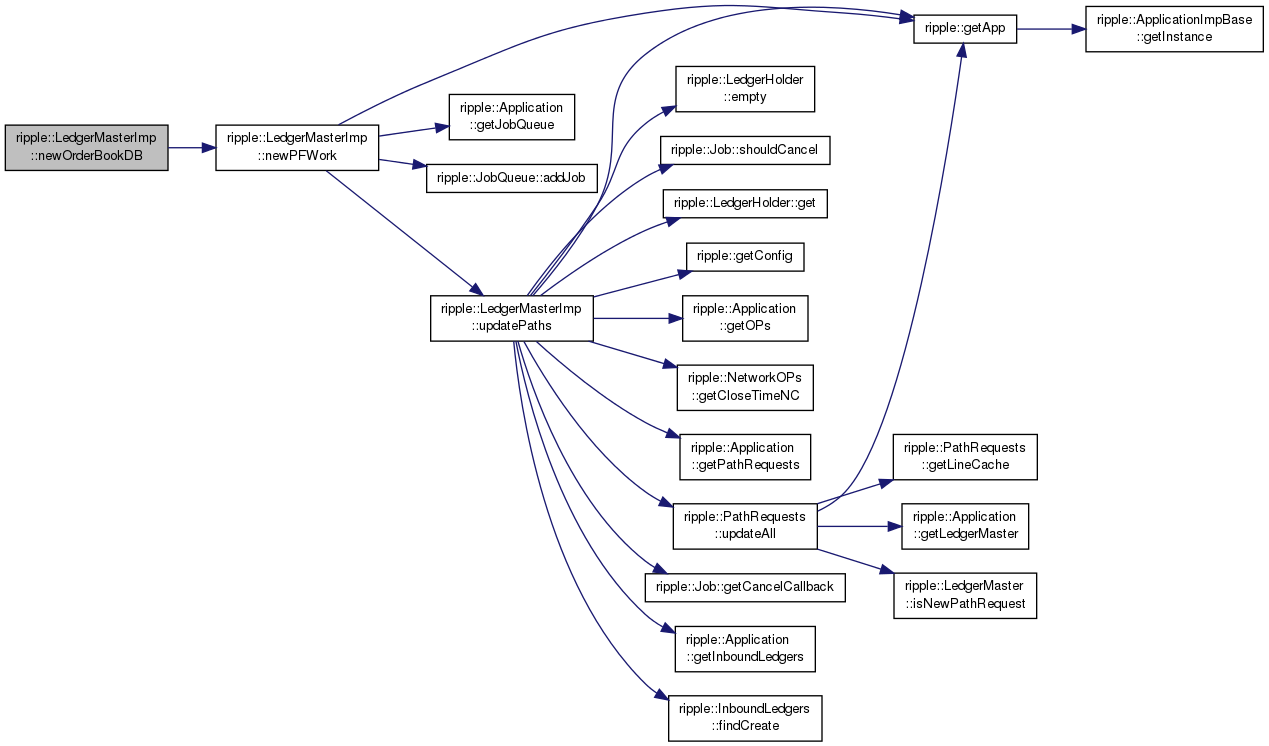 ripple::LedgerMasterImp
::newOrderBookDB
ripple::LedgerMasterImp
::newPFWork
ripple::Application
::getJobQueue
ripple::JobQueue::addJob
ripple::LedgerMasterImp
::updatePaths
ripple::getApp
ripple::ApplicationImpBase
::getInstance
ripple::LedgerHolder
::empty
ripple::Job::shouldCancel
ripple::LedgerHolder::get
ripple::getConfig
ripple::Application
::getOPs
ripple::NetworkOPs
::getCloseTimeNC
ripple::Application
::getPathRequests
ripple::PathRequests
::updateAll
ripple::PathRequests
::getLineCache
ripple::Application
::getLedgerMaster
ripple::LedgerMaster
::isNewPathRequest
ripple::Job::getCancelCallback
ripple::Application
::getInboundLedgers
ripple::InboundLedgers
::findCreate